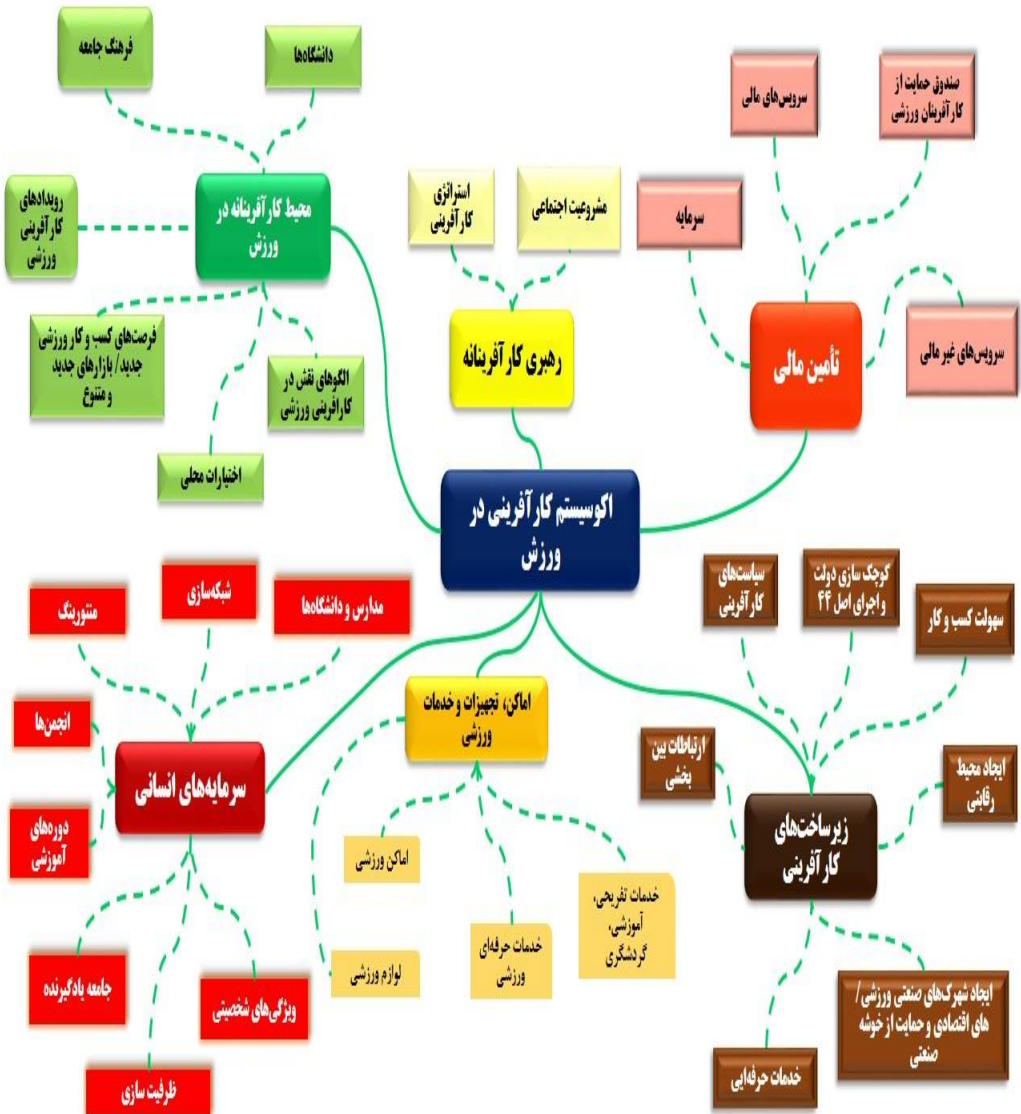 فرهنگ جامعه
دانشگاه‌ها
رویدادهای
کارآفرینی
ورزشی
محیط کارآفرینانه در
ورزش
فرصت‌های کسب و کار ورزشی
جدید/ بازارهای جدید
و متنوع
الگوهای نقش در
کارافرینی ورزشی
اختیارات محلی
استراتژی
کارآفرینی
مشروعیت اجتماعی
رهبری کارآفرینانه
سرویس‌های مالی
صندوق حمایت از
کارآفرینان ورزشی
سرمایه
سرویس‌های غیر مالی
تأمین مالی
اکوسیستم کارآفرینی در
ورزش
منتورینگ
شبکه‌سازی
مدارس و دانشگاه‌ها
انجمن‌ها
سرمایه‌های انسانی
دوره‌های
آموزشی
جامعه یادگیرنده
ویژگی‌های شخصیتی
ظرفیت سازی
اماکن، تجهیزات و خدمات
ورزشی
اماکن ورزشی
لوازم ورزشی
خدمات حرفه‌ای
ورزشی
خدمات تفریحی،
آموزشی،
گردشگری
سیاست‌های
کارآفرینی
کوچک سازی دولت
و اجرای اصل ۴۴
سهولت کسب و کار
ارتباطات بین
بخشی
ایجاد محیط
رقابتی
زیرساخت‌های
کارآفرینی
خدمات حرفه‌ایی
ایجاد شهرک‌های صنعتی ورزشی/
های اقتصادی و حمایت از خوشه
صنعتی